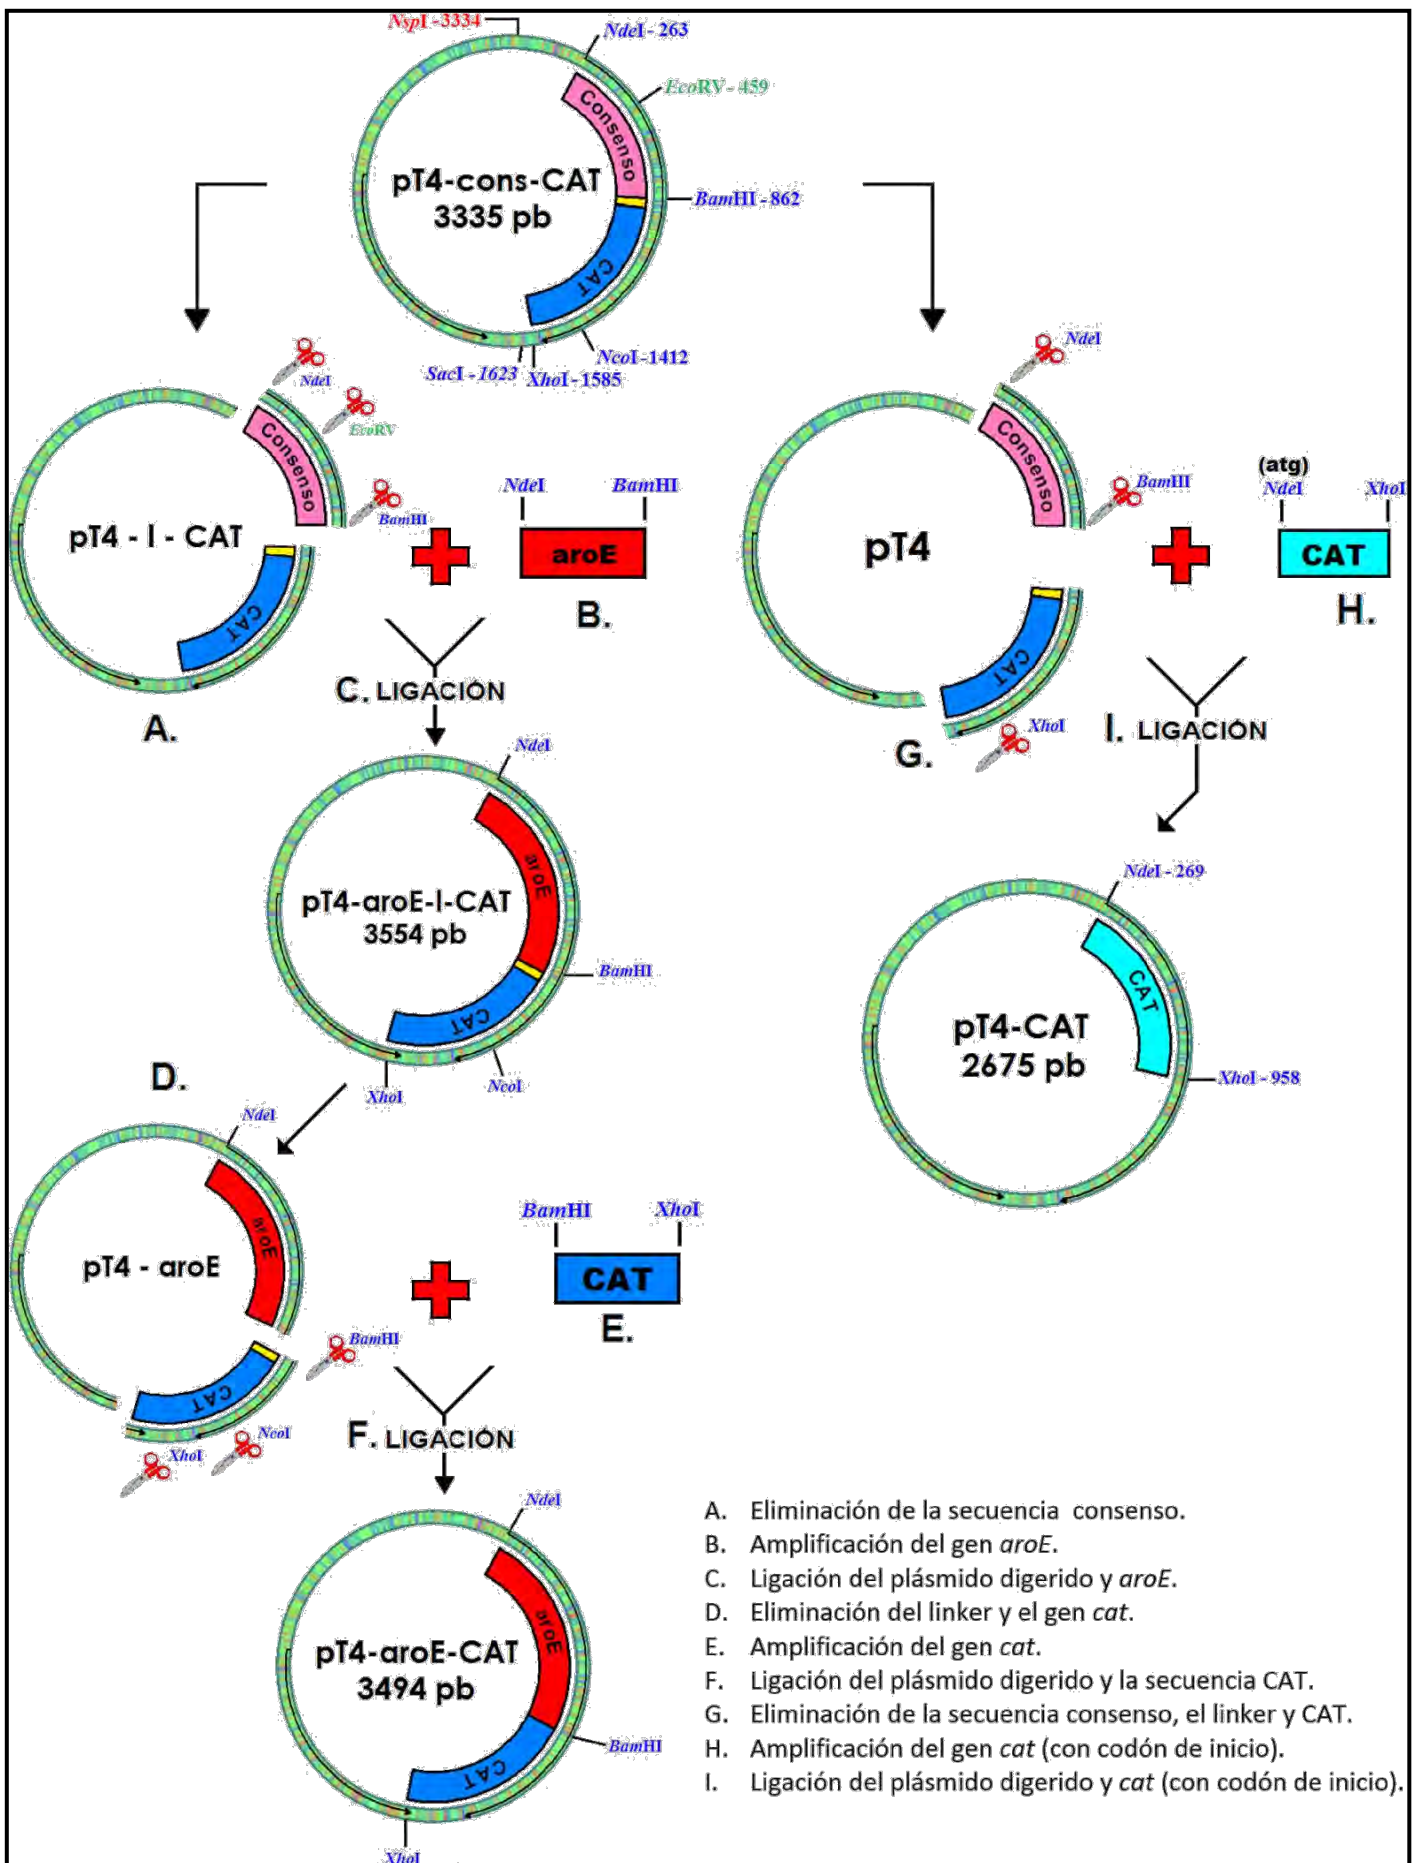 NspI - 3334
NdeI - 263
EcoRV - 459
Consenso
pT4-cons-CAT
3335 pb
BamHI - 862
CAT
NcoI -1412
SacI - 1623
XhoI - 1585
NdeI
EcoRV
Consenso
BamHI
pT4 - l - CAT
CAT
A.
NdeI
BamHI
aroE
B.
C. LIGACIÓN
NdeI
Consenso
BamHI
pT4
CAT
XhoI
G.
(atg)
NdeI
XhoI
CAT
H.
I. LIGACIÓN
NdeI
aroE
pT4-aroE-l-CAT
3554 pb
BamHI
CAT
NcoI
XhoI
NdeI - 269
CAT
pT4-CAT
2675 pb
XhoI - 958
D.
NdeI
aroE
pT4 - aroE
BamHI
CAT
NcoI
XhoI
BamHI
XhoI
CAT
E.
F. LIGACIÓN
NdeI
aroE
pT4-aroE-CAT
3494 pb
BamHI
CAT
XhoI
A. Eliminación de la secuencia consenso.
B. Amplificación del gen aroE.
C. Ligación del plásmido digerido y aroE.
D. Eliminación del linker y el gen cat.
E. Amplificación del gen cat.
F. Ligación del plásmido digerido y la secuencia CAT.
G. Eliminación de la secuencia consenso, el linker y CAT.
H. Amplificación del gen cat (con codón de inicio).
I. Ligación del plásmido digerido y cat (con codón de inicio).